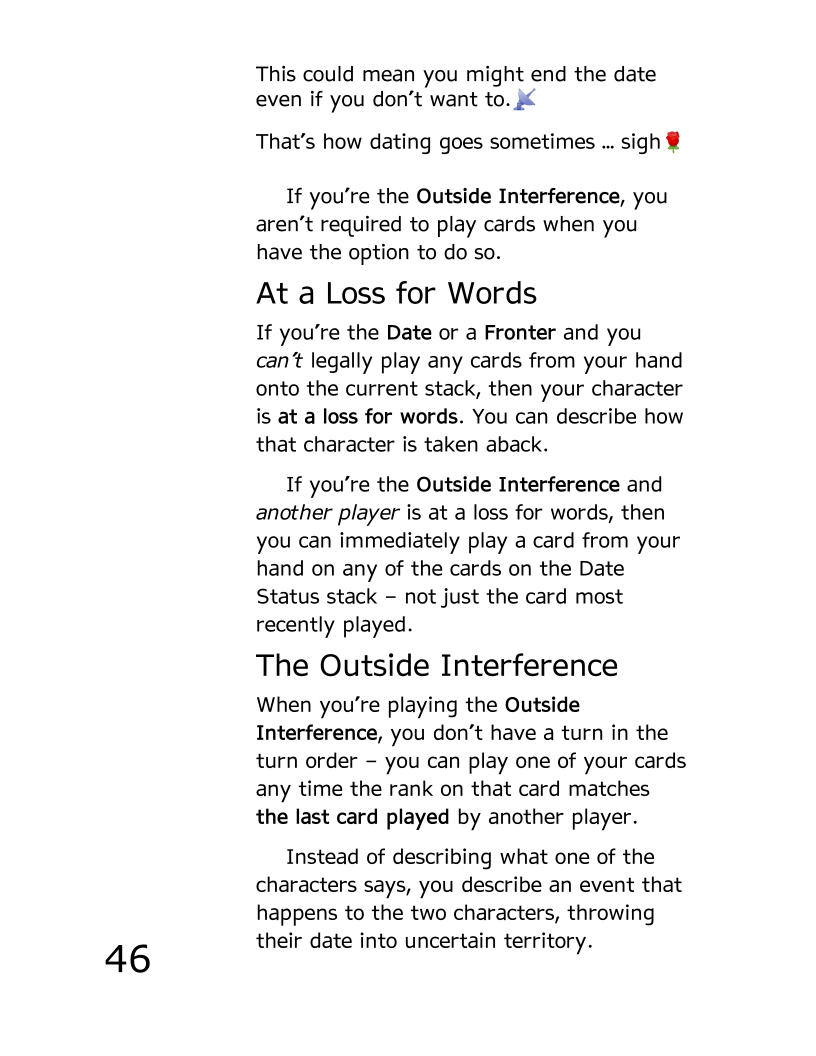 This could mean you might end the date
even if you don’t want to.
That’s how dating goes sometimes … sigh
If you’re the Outside Interference, you
aren’t required to play cards when you
have the option to do so.
At a Loss for Words
If you’re the Date or a Fronter and you
can’t legally play any cards from your hand
onto the current stack, then your character
is at a loss for words. You can describe how
that character is taken aback.
If you’re the Outside Interference and
another player is at a loss for words, then
you can immediately play a card from your
hand on any of the cards on the Date
Status stack – not just the card most
recently played.
The Outside Interference
When you’re playing the Outside
Interference, you don’t have a turn in the
turn order – you can play one of your cards
any time the rank on that card matches
the last card played by another player.
Instead of describing what one of the
characters says, you describe an event that
happens to the two characters, throwing
their date into uncertain territory.
46